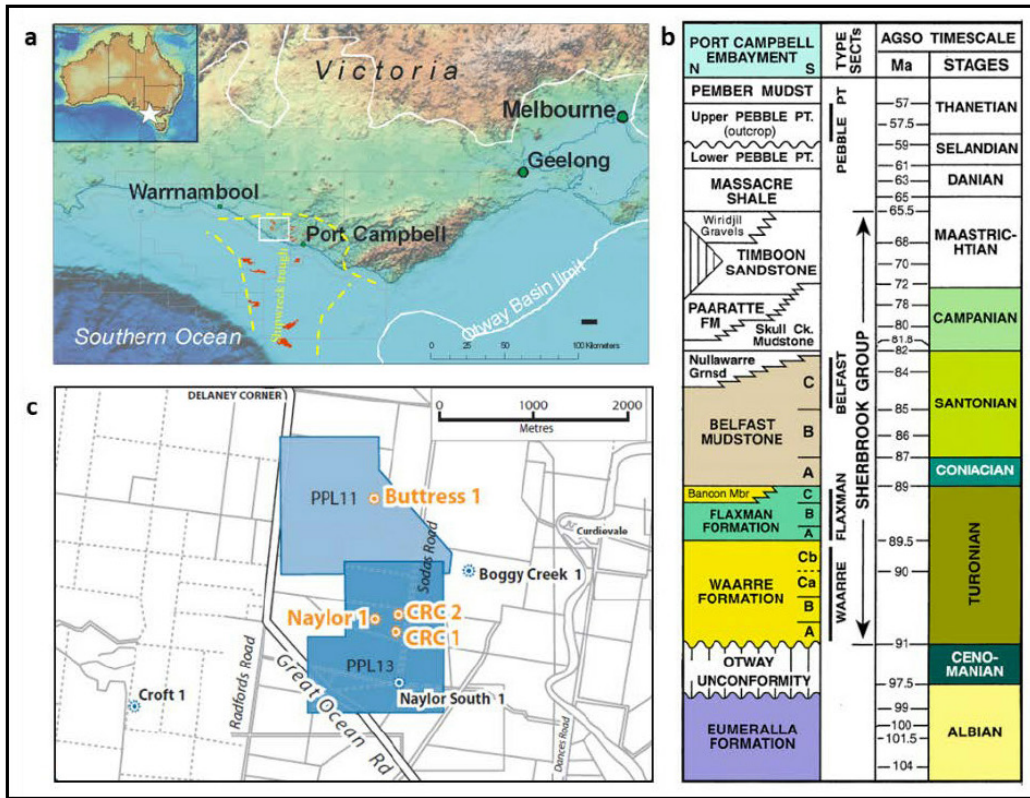 a
Victoria
Melbourne
Geelong
Warrnambool
Port Campbell
Shipwreck trough
Otway Basin limit
Southern Ocean
0 25 50 100 Kilometers
b
PORT CAMPBELL
EMBAYMENT
N S
TYPE
SECTS
AGSO TIMESCALE
Ma
STAGES
PEMBER MUDST
Upper PEBBLE PT.
(outcrop)
Lower PEBBLE PT.
MASSACRE
SHALE
Wiridjil
Gravels
TIMBOON
SANDSTONE
PAARATTE
FM
Skull Ck.
Mudstone
Nullawarre
Grnsd
C
BELFAST
MUDSTONE
B
A
Bancon Mbr
C
FLAXMAN
FORMATION
B
A
Cb
WAARRE
FORMATION
Ca
B
A
OTWAY
UNCONFORMITY
EUMERALLA
FORMATION
PEBBLE PT
BELFAST
FLAXMAN
WAARRE
SHERBROOK GROUP
57
57.5
59
61
63
65
65.5
68
70
72
78
80
81.8
82
84
85
86
87
89
89.5
90
91
97.5
99
100
101.5
104
THANETIAN
SELANDIAN
DANIAN
MAASTRICH-
TIAN
CAMPANIAN
SANTONIAN
CONIACIAN
TURONIAN
CENO-
MANIAN
ALBIAN
c
DELANEY CORNER
0 1000 2000
Metres
PPL11
Buttress 1
Sodas Road
Curdievale
Boggy Creek 1
Naylor 1
CRC 2
CRC 1
PPL13
Naylor South 1
Croft 1
Radfords Road
Great Ocean Rd
Dances Road